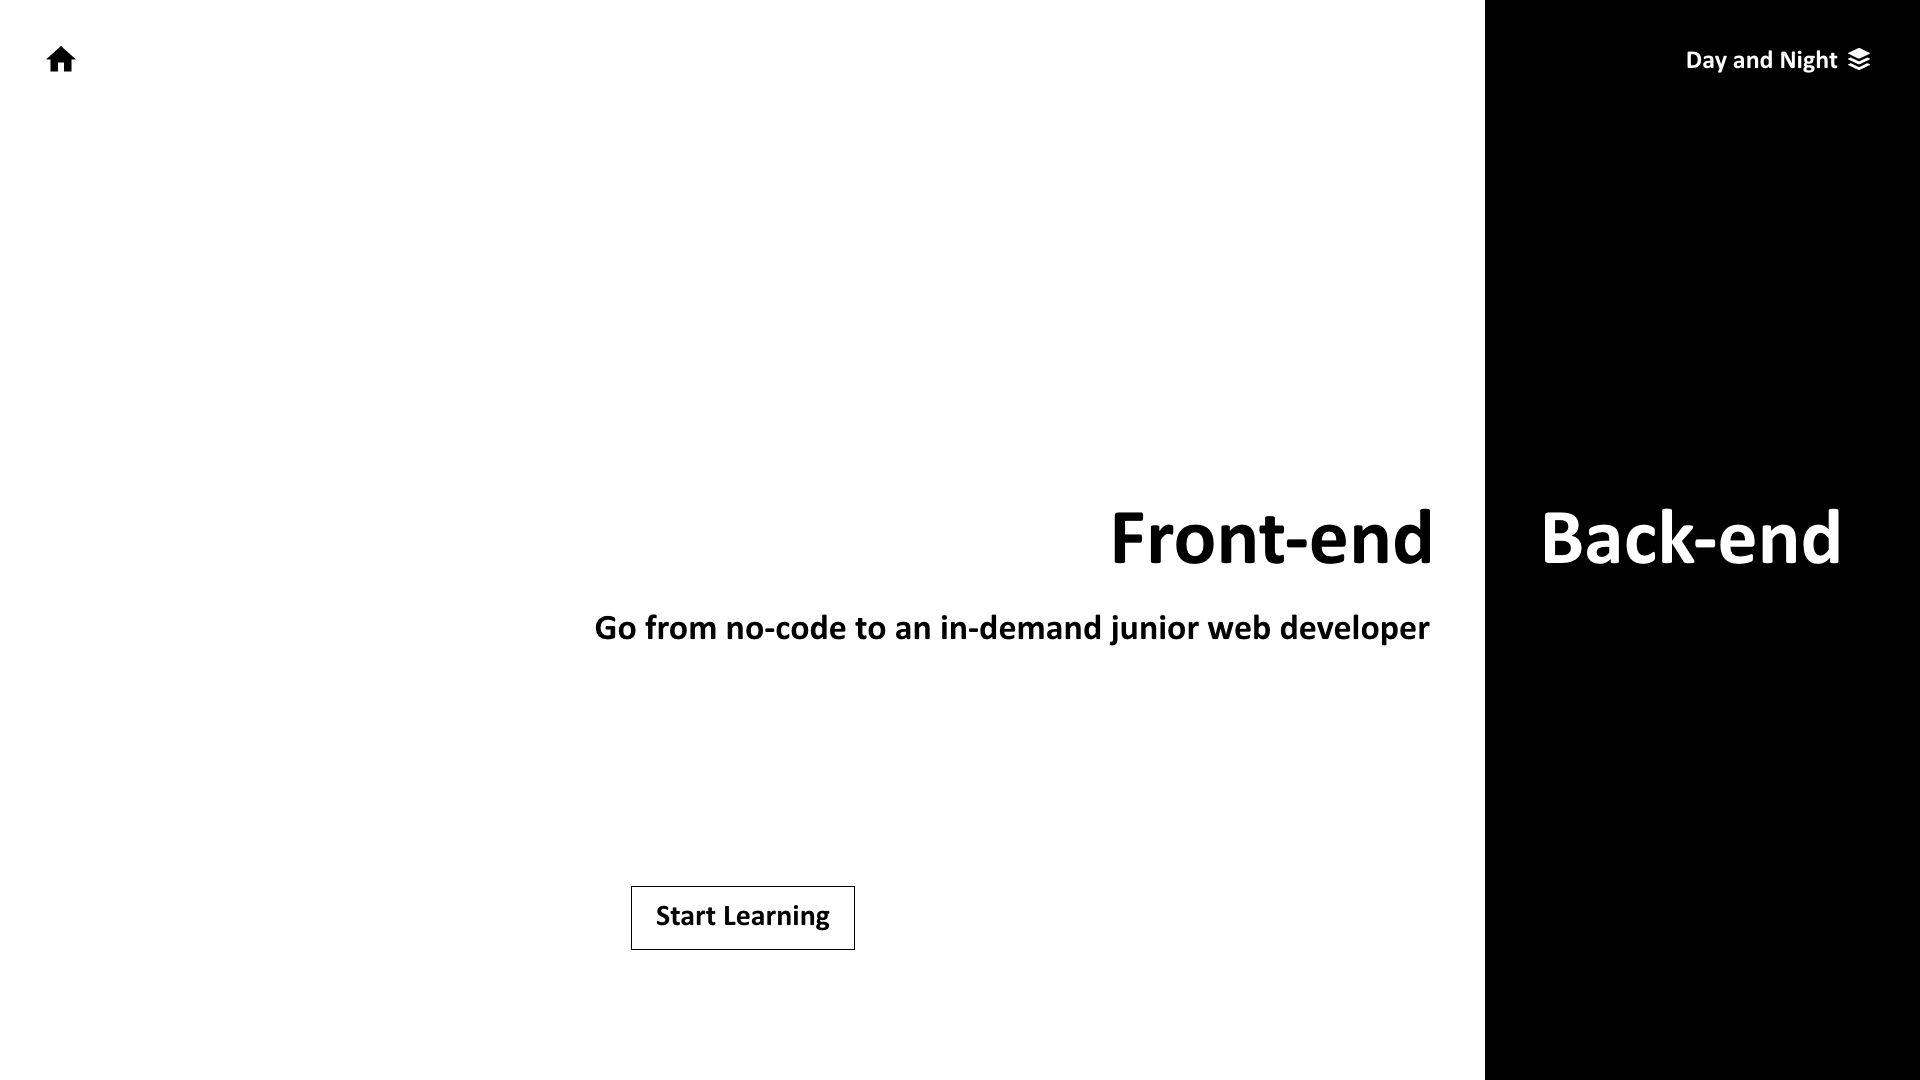 Day and Night
Front-end
Back-end
Go from no-code to an in-demand junior web developer
Start Learning